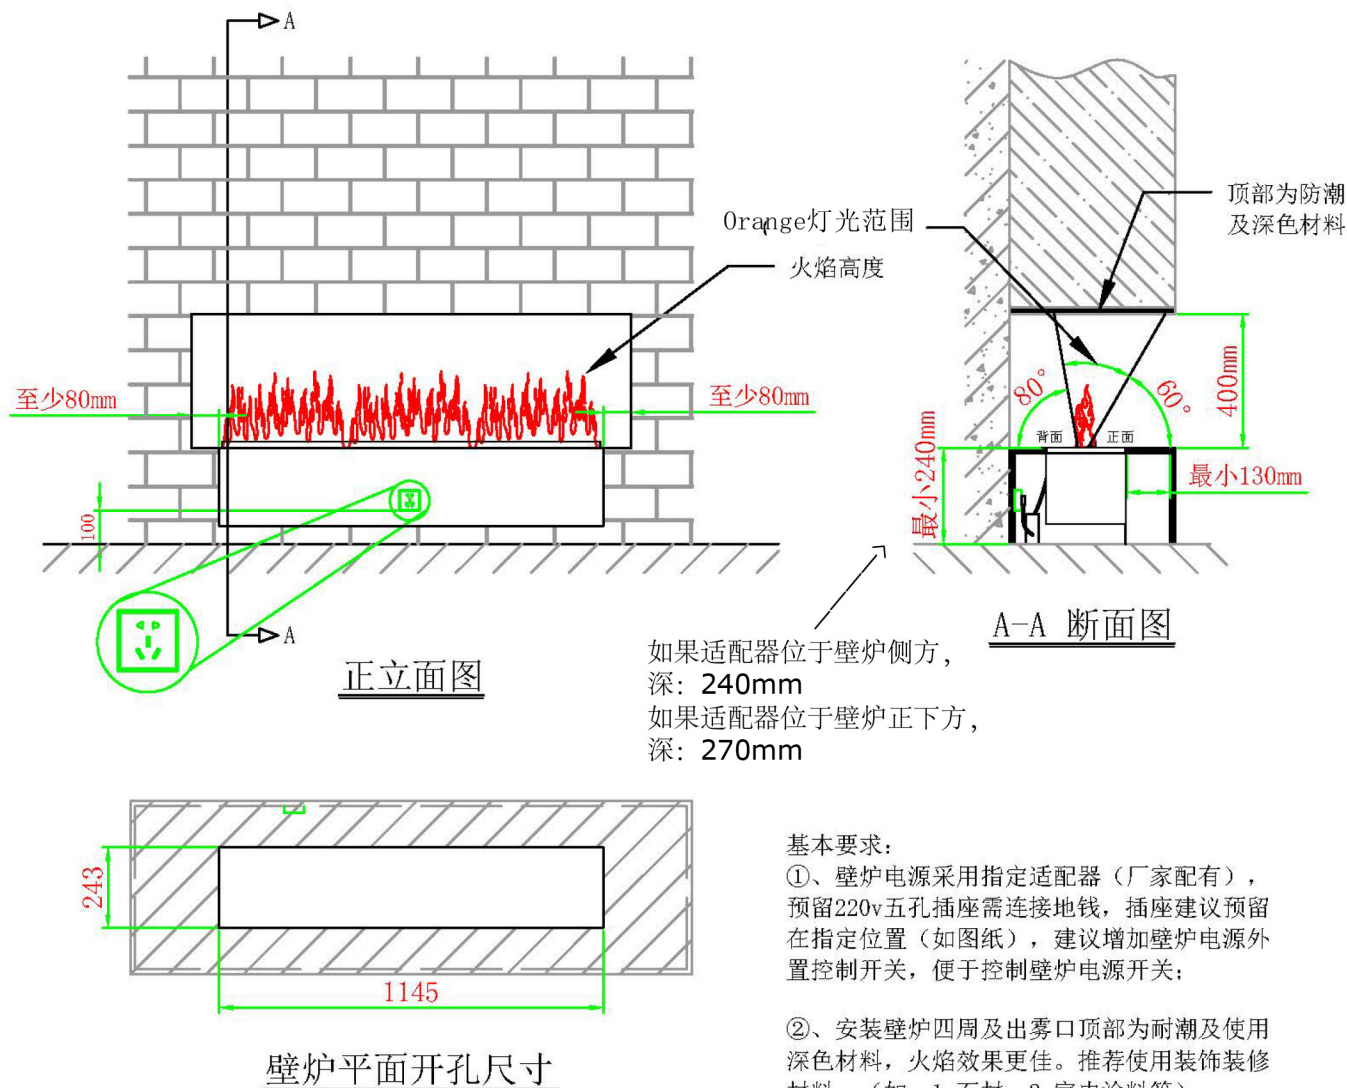 A
顶部为防潮
及深色材料
Orange灯光范围
火焰高度
至少80mm
至少80mm
80°
60°
400mm
背面
正面
最小240mm
最小130mm
100
A
正立面图
A-A 断面图
如果适配器位于壁炉侧方,
深: 240mm
如果适配器位于壁炉正下方,
深: 270mm
243
1145
壁炉平面开孔尺寸
基本要求:
①、壁炉电源采用指定适配器（厂家配有），
预留220v五孔插座需连接地钱，插座建议预留
在指定位置（如图纸），建议增加壁炉电源外
置控制开关，便于控制壁炉电源开关;
②、安装壁炉四周及出雾口顶部为耐潮及使用
深色材料，火焰效果更佳。推荐使用装饰装修